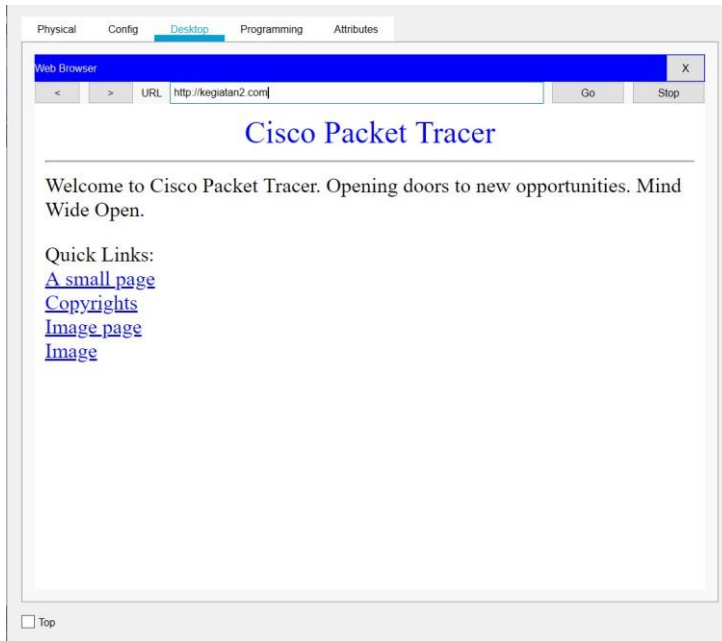 Physical Config Desktop Programming Attributes
Web Browser X
< > URL http://kegiatan2.com Go Stop
Cisco Packet Tracer
Welcome to Cisco Packet Tracer. Opening doors to new opportunities. Mind
Wide Open.
Quick Links:
A small page
Copyrights
Image page
Image
Top